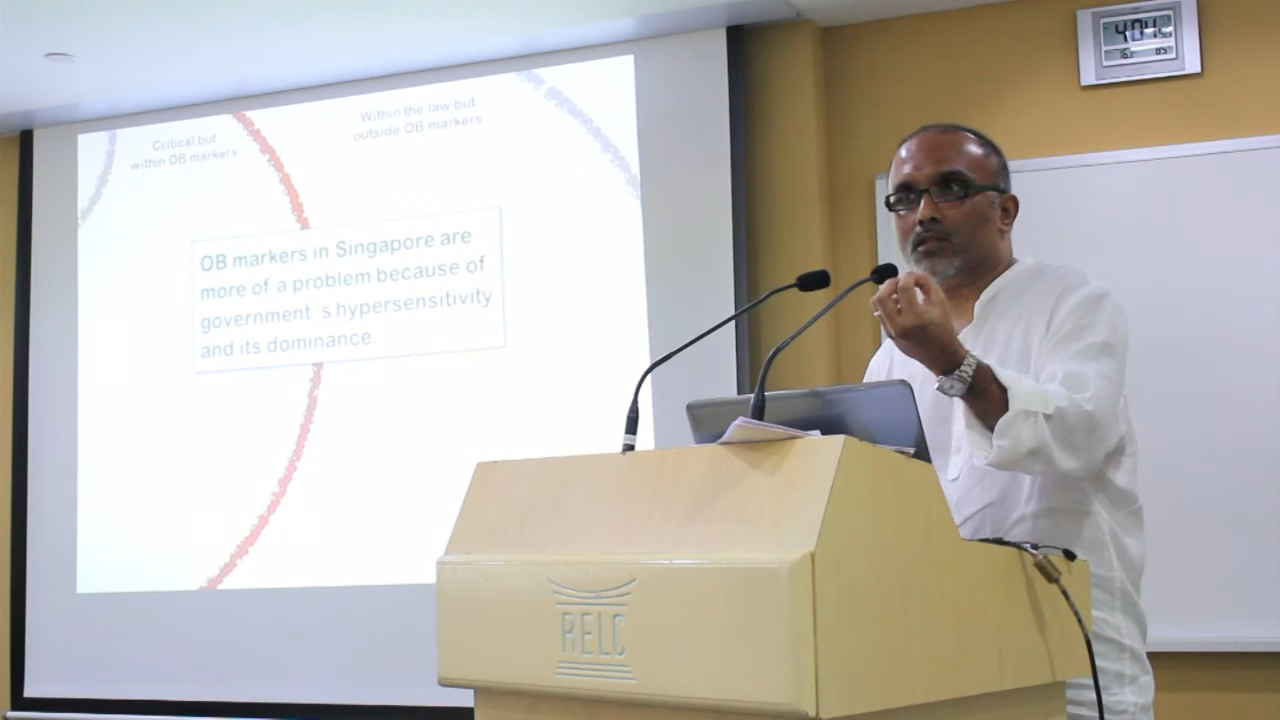 Critical but
within OB markers
Within the law but
outside OB markers
OB markers in Singapore are
more of a problem because of
government s hypersensitivity
and its dominance.
RELC